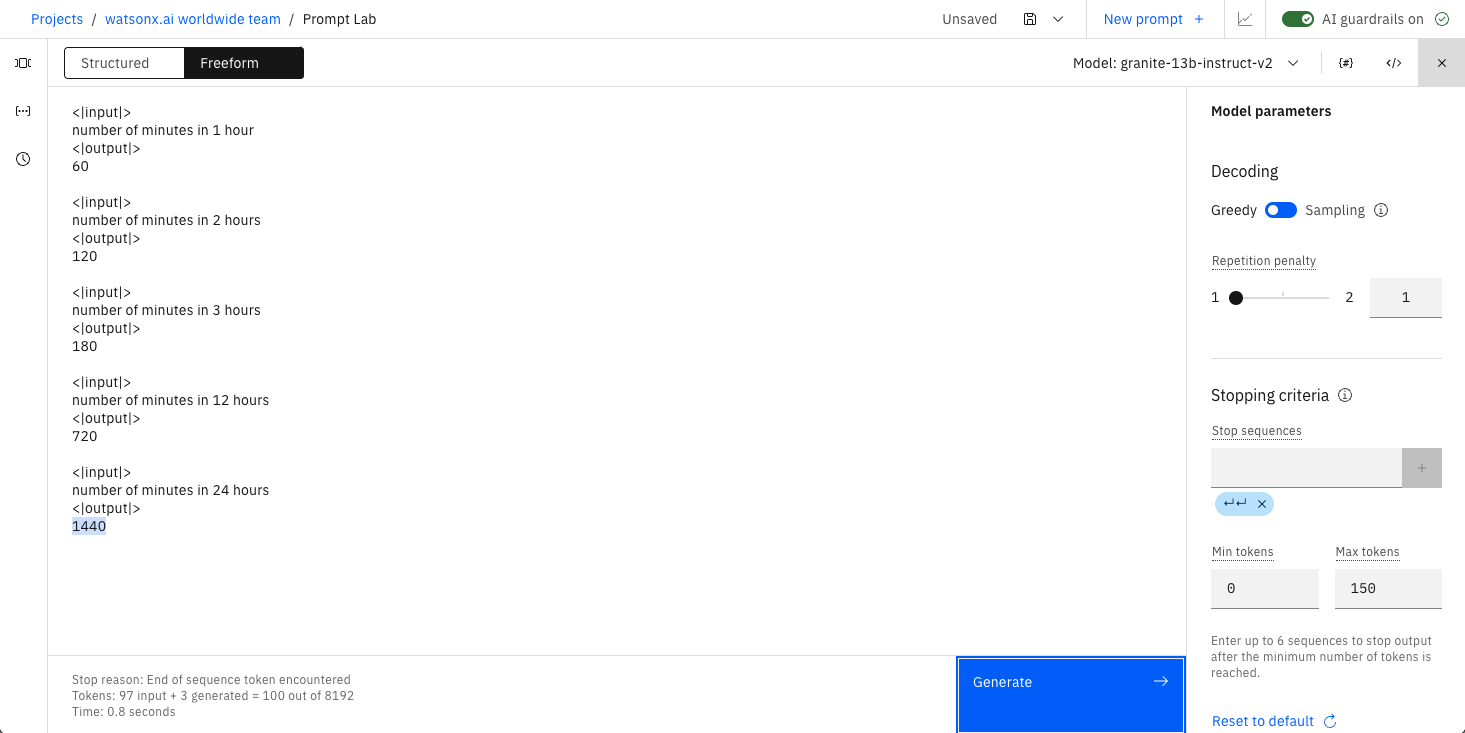 Projects / watsonx.ai worldwide team / Prompt Lab
Unsaved
New prompt +
AI guardrails on
Structured
Freeform
Model: granite-13b-instruct-v2
{#}
</>
<|input|>
number of minutes in 1 hour
<|output|>
60
<|input|>
number of minutes in 2 hours
<|output|>
120
<|input|>
number of minutes in 3 hours
<|output|>
180
<|input|>
number of minutes in 12 hours
<|output|>
720
<|input|>
number of minutes in 24 hours
<|output|>
1440
Stop reason: End of sequence token encountered
Tokens: 97 input + 3 generated = 100 out of 8192
Time: 0.8 seconds
Generate
Model parameters
Decoding
Greedy
Sampling
Repetition penalty
1
2
1
Stopping criteria
Stop sequences
+
↵↵ ×
Min tokens
Max tokens
0
150
Enter up to 6 sequences to stop output
after the minimum number of tokens is
reached.
Reset to default